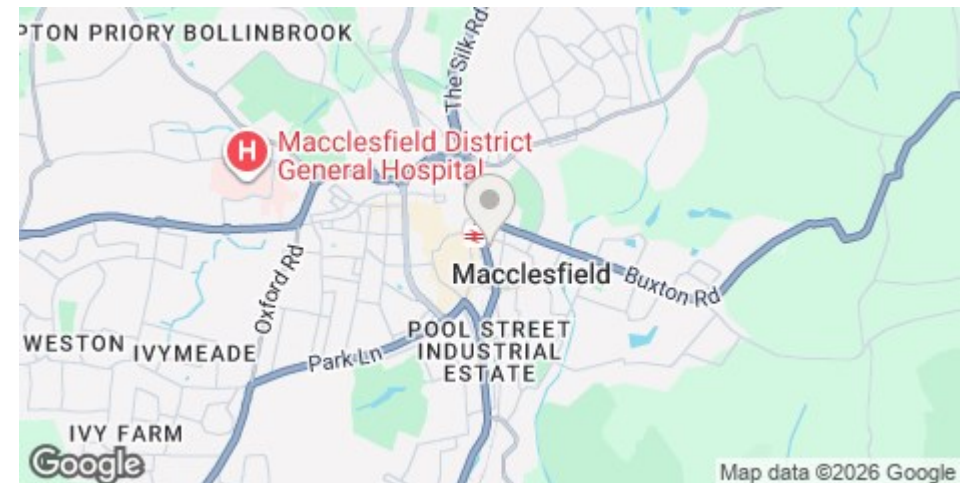 PTON PRIORY BOLLINBROOK
The Silk Rd
H
Macclesfield District
General Hospital
Oxford Rd
Macclesfield
Buxton Rd
POOL STREET
INDUSTRIAL
ESTATE
WESTON
IVYMEADE
Park Ln
IVY FARM
Google
Map data ©2026 Google